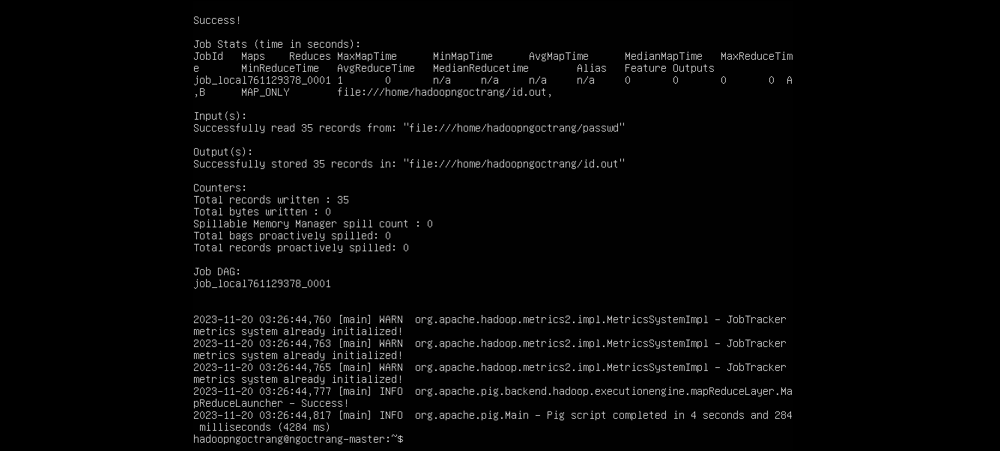 Success!
Job Stats (time in seconds):
JobId   Maps    Reduces MaxMapTime      MinMapTime      AvgMapTime      MedianMapTime   MaxReduceTim
e       MinReduceTime   AvgReduceTime   MedianReducetime        Alias   Feature Outputs
job_local761129378_0001 1       0       n/a     n/a     n/a     n/a     0       0       0       0  A
,B      MAP_ONLY        file:///home/hadoopngoctrang/id.out,
Input(s):
Successfully read 35 records from: "file:///home/hadoopngoctrang/passwd"
Output(s):
Successfully stored 35 records in: "file:///home/hadoopngoctrang/id.out"
Counters:
Total records written : 35
Total bytes written : 0
Spillable Memory Manager spill count : 0
Total bags proactively spilled: 0
Total records proactively spilled: 0
Job DAG:
job_local761129378_0001
2023-11-20 03:26:44,760 [main] WARN  org.apache.hadoop.metrics2.impl.MetricsSystemImpl - JobTracker
metrics system already initialized!
2023-11-20 03:26:44,763 [main] WARN  org.apache.hadoop.metrics2.impl.MetricsSystemImpl - JobTracker
metrics system already initialized!
2023-11-20 03:26:44,765 [main] WARN  org.apache.hadoop.metrics2.impl.MetricsSystemImpl - JobTracker
metrics system already initialized!
2023-11-20 03:26:44,777 [main] INFO  org.apache.pig.backend.hadoop.executionengine.mapReduceLayer.Ma
pReduceLauncher - Success!
2023-11-20 03:26:44,817 [main] INFO  org.apache.pig.Main - Pig script completed in 4 seconds and 284
 milliseconds (4284 ms)
hadoopngoctrang@ngoctrang-master:~$